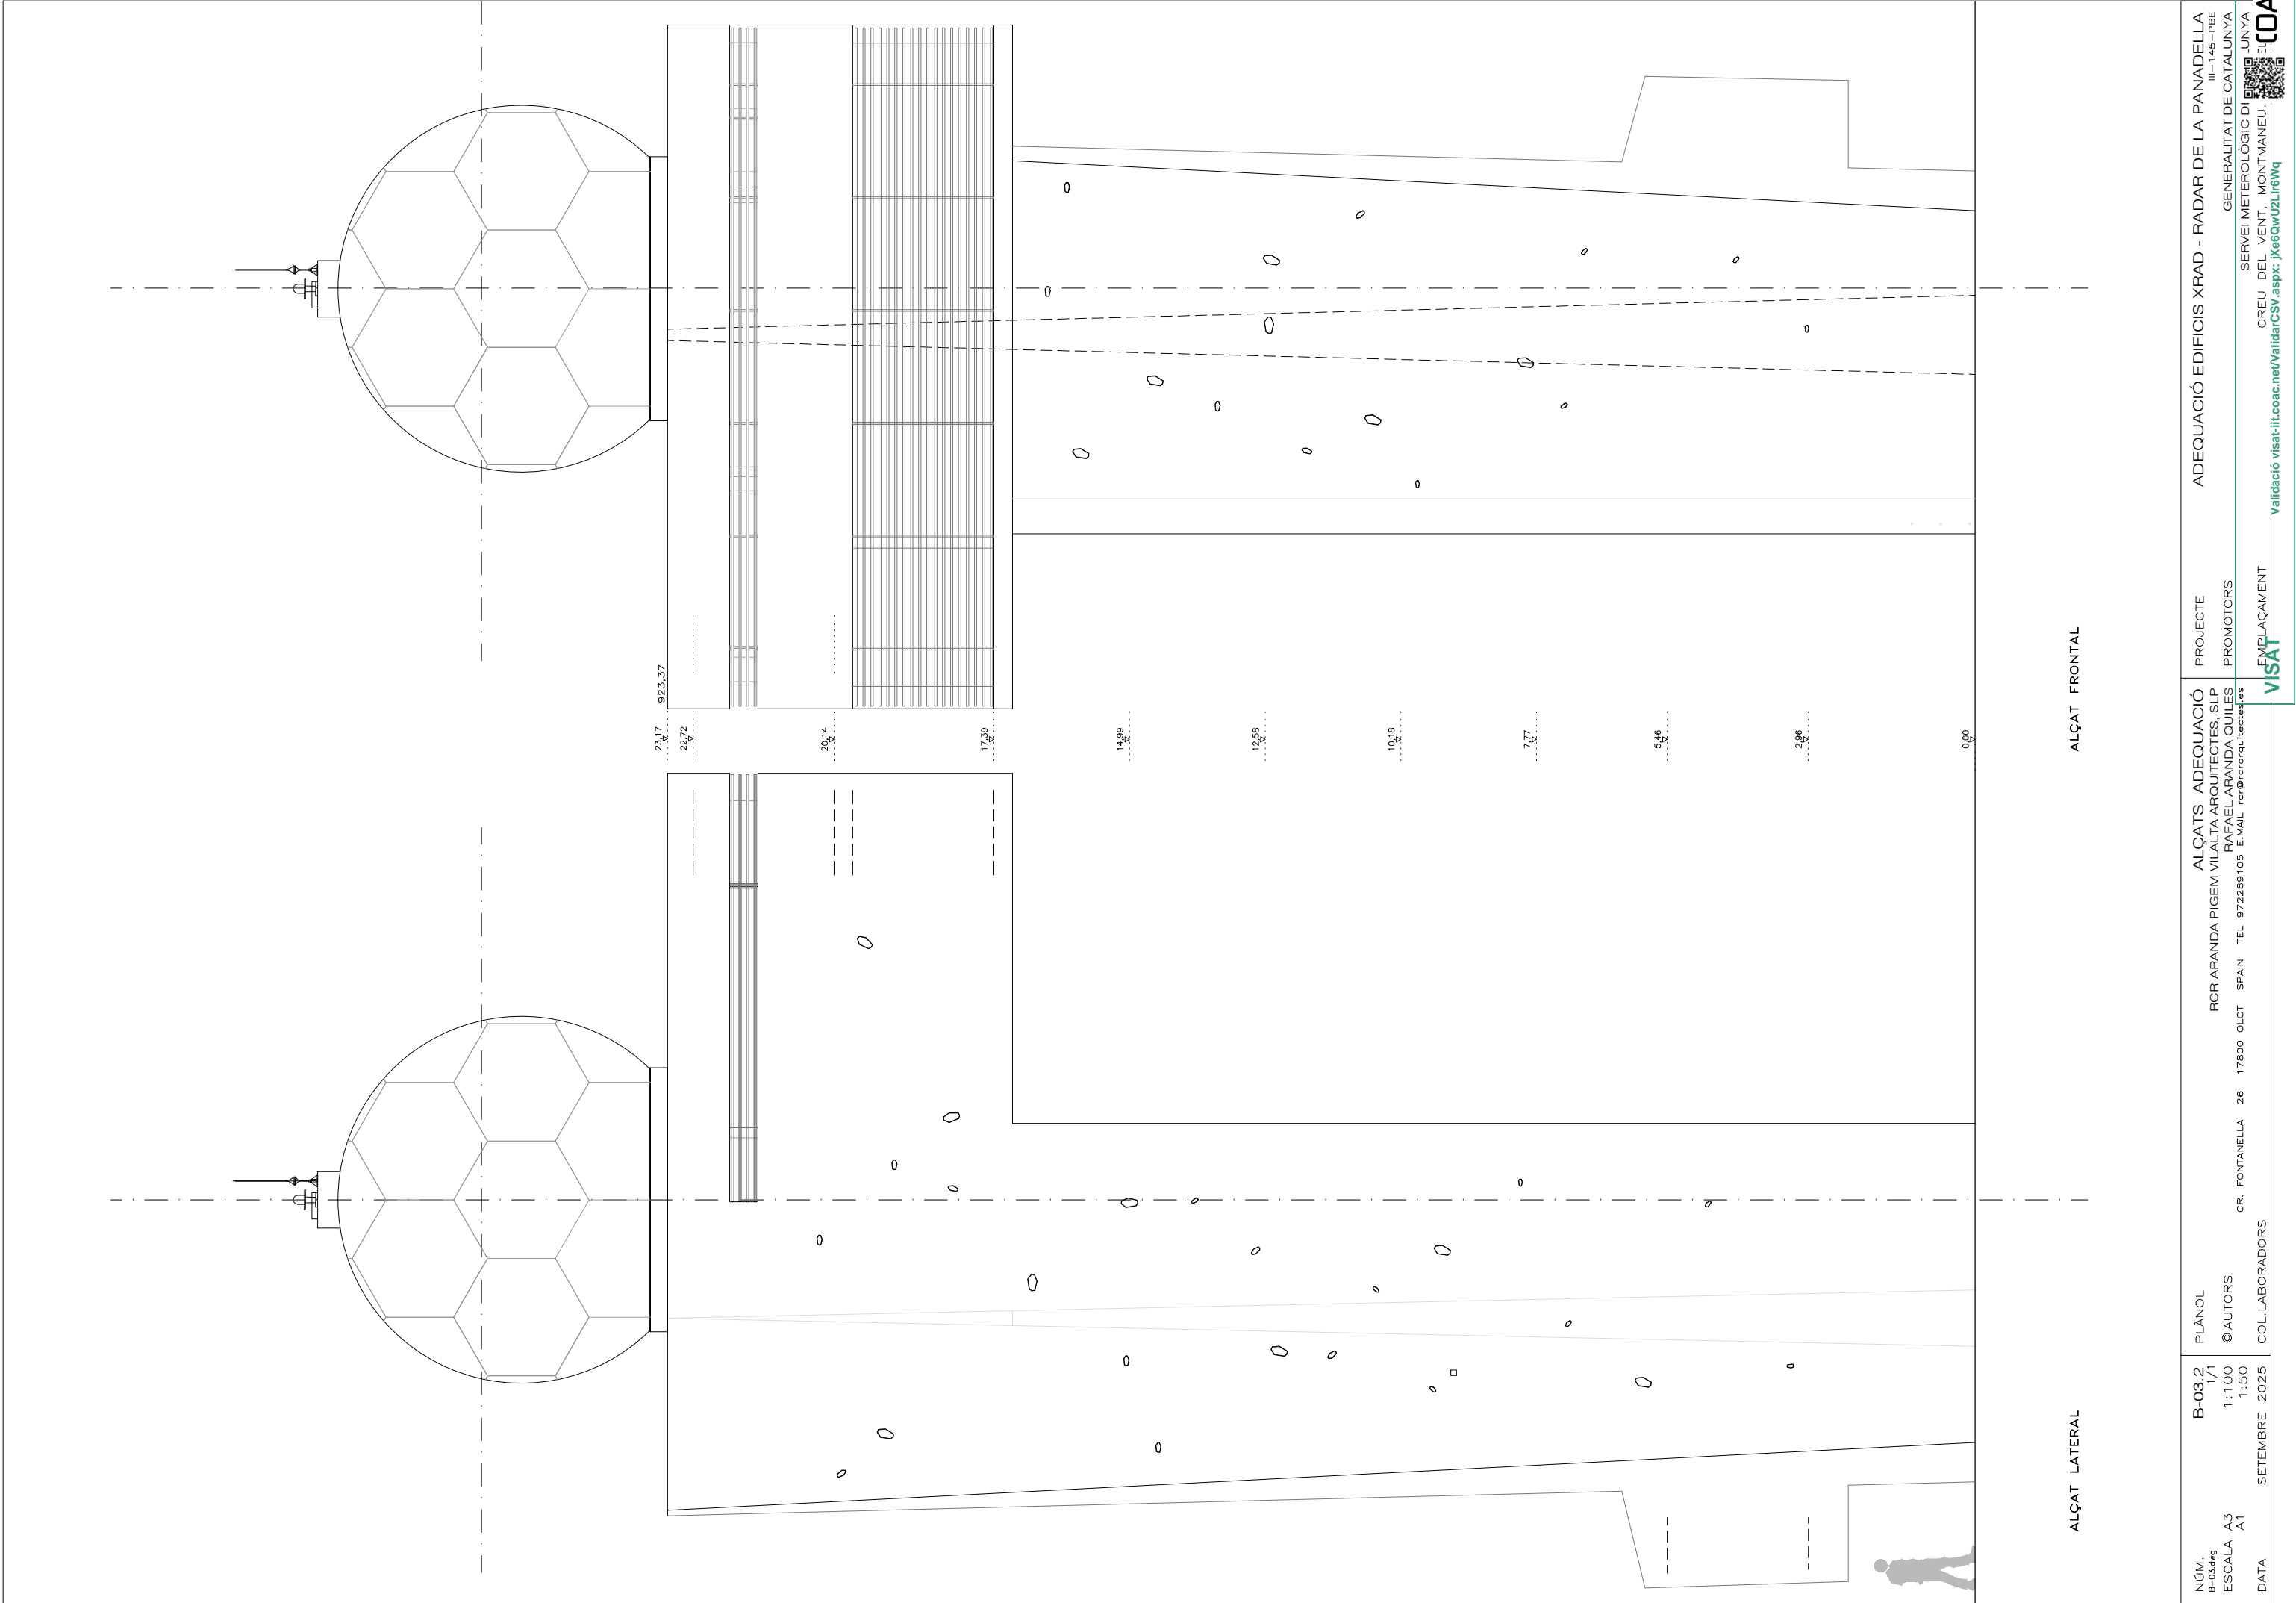 ALÇAT LATERAL
ALÇAT FRONTAL
923,37
23,17
22,72
20,14
17,39
14,99
12,58
10,18
7,77
5,46
2,96
0,00
NÚM. B-03.2
B-03.dwg 1/1
ESCALA A3 1:100
A1 1:50
DATA SETEMBRE 2025
PLÀNOL ALÇATS ADEQUACIÓ
RCR ARANDA PIGEM VILALTA ARQUITECTES, SLP
© AUTORS RAFAEL ARANDA QUILES
CR. FONTANELLA 26 17800 OLOT SPAIN TEL 972269105 E.MAIL rcr@rcrarquitectes.es
COL.LABORADORS
PROJECTE ADEQUACIÓ EDIFICIS XRAD - RADAR DE LA PANADELLA
III-145-PBE
PROMOTORS GENERALITAT DE CATALUNYA
SERVEI METEROLÒGIC DE
EMPLAÇAMENT CREU DEL VENT, MONTMANEU.
VISAT
Validació visat-iit.coac.net/ValidarCSV.aspx: jXe6QwU2LIr6Wq